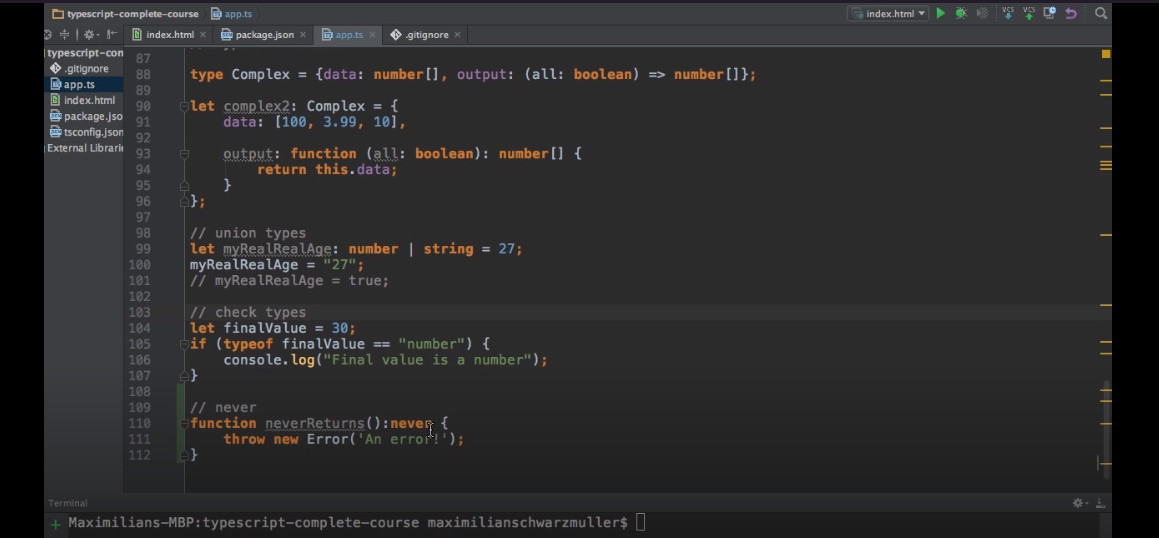 typescript-complete-course app.ts index.html
index.html × package.json × app.ts × .gitignore ×
typescript-con
.gitignore
app.ts
index.html
package.jso
tsconfig.json
External Librarie
87
88 type Complex = {data: number[], output: (all: boolean) => number[]};
89
90 let complex2: Complex = {
91 data: [100, 3.99, 10],
92
93 output: function (all: boolean): number[] {
94 return this.data;
95 }
96 };
97
98 // union types
99 let myRealRealAge: number | string = 27;
100 myRealRealAge = "27";
101 // myRealRealAge = true;
102
103 // check types
104 let finalValue = 30;
105 if (typeof finalValue == "number") {
106 console.log("Final value is a number");
107 }
108
109 // never
110 function neverReturns():never {
111 throw new Error('An error!');
112 }
Terminal
+ Maximilians-MBP:typescript-complete-course maximilianschwarzmuller$